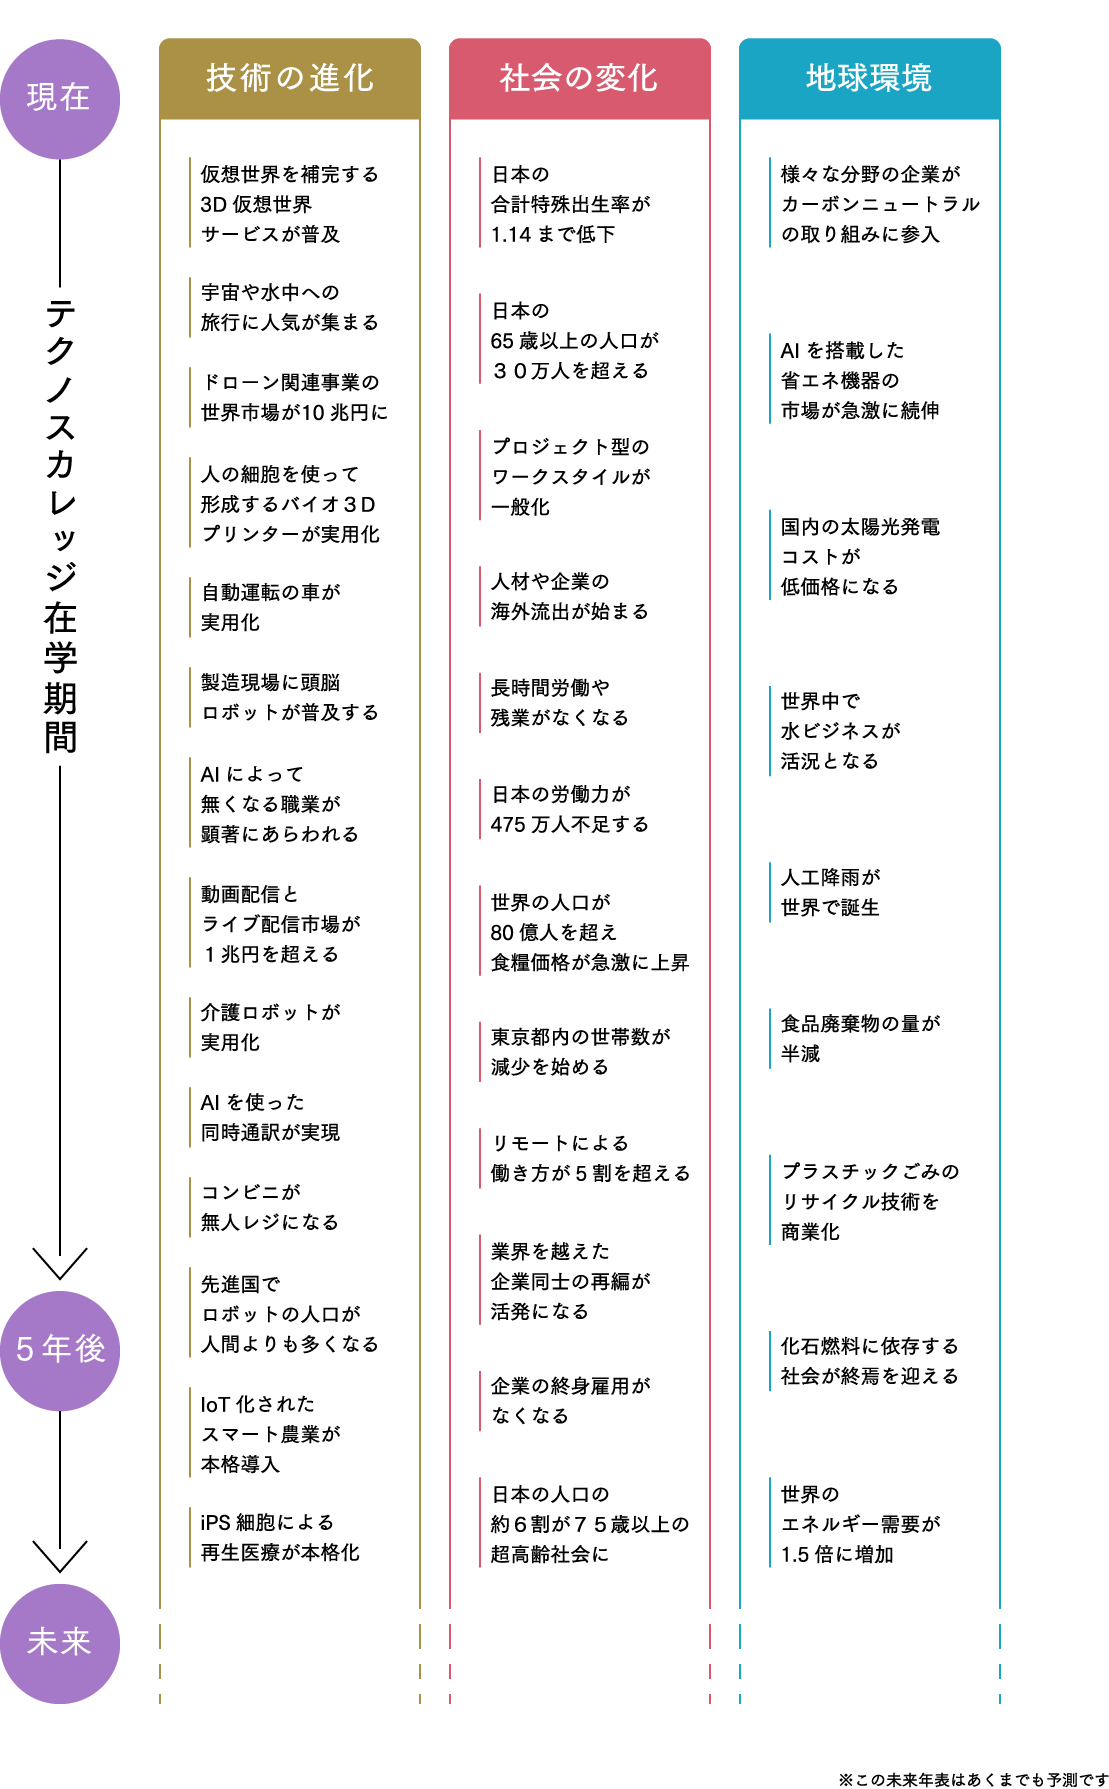 現在
テクノスカレッジ在学期間
5年後
未来
技術の進化
仮想世界を補完する
3D 仮想世界
サービスが普及
宇宙や水中への
旅行に人気が集まる
ドローン関連事業の
世界市場が10 兆円に
人の細胞を使って
形成するバイオ３D
プリンターが実用化
自動運転の車が
実用化
製造現場に頭脳
ロボットが普及する
AI によって
無くなる職業が
顕著にあらわれる
動画配信と
ライブ配信市場が
１兆円を超える
介護ロボットが
実用化
AI を使った
同時通訳が実現
コンビニが
無人レジになる
先進国で
ロボットの人口が
人間よりも多くなる
IoT 化された
スマート農業が
本格導入
iPS 細胞による
再生医療が本格化
社会の変化
日本の
合計特殊出生率が
1.14 まで低下
日本の
65 歳以上の人口が
３０万人を超える
プロジェクト型の
ワークスタイルが
一般化
人材や企業の
海外流出が始まる
長時間労働や
残業がなくなる
日本の労働力が
475 万人不足する
世界の人口が
80 億人を超え
食糧価格が急激に上昇
東京都内の世帯数が
減少を始める
リモートによる
働き方が５割を超える
業界を越えた
企業同士の再編が
活発になる
企業の終身雇用が
なくなる
日本の人口の
約６割が７５歳以上の
超高齢社会に
地球環境
様々な分野の企業が
カーボンニュートラル
の取り組みに参入
AI を搭載した
省エネ機器の
市場が急激に続伸
国内の太陽光発電
コストが
低価格になる
世界中で
水ビジネスが
活況となる
人工降雨が
世界で誕生
食品廃棄物の量が
半減
プラスチックごみの
リサイクル技術を
商業化
化石燃料に依存する
社会が終焉を迎える
世界の
エネルギー需要が
1.5 倍に増加
※この未来年表はあくまでも予測です